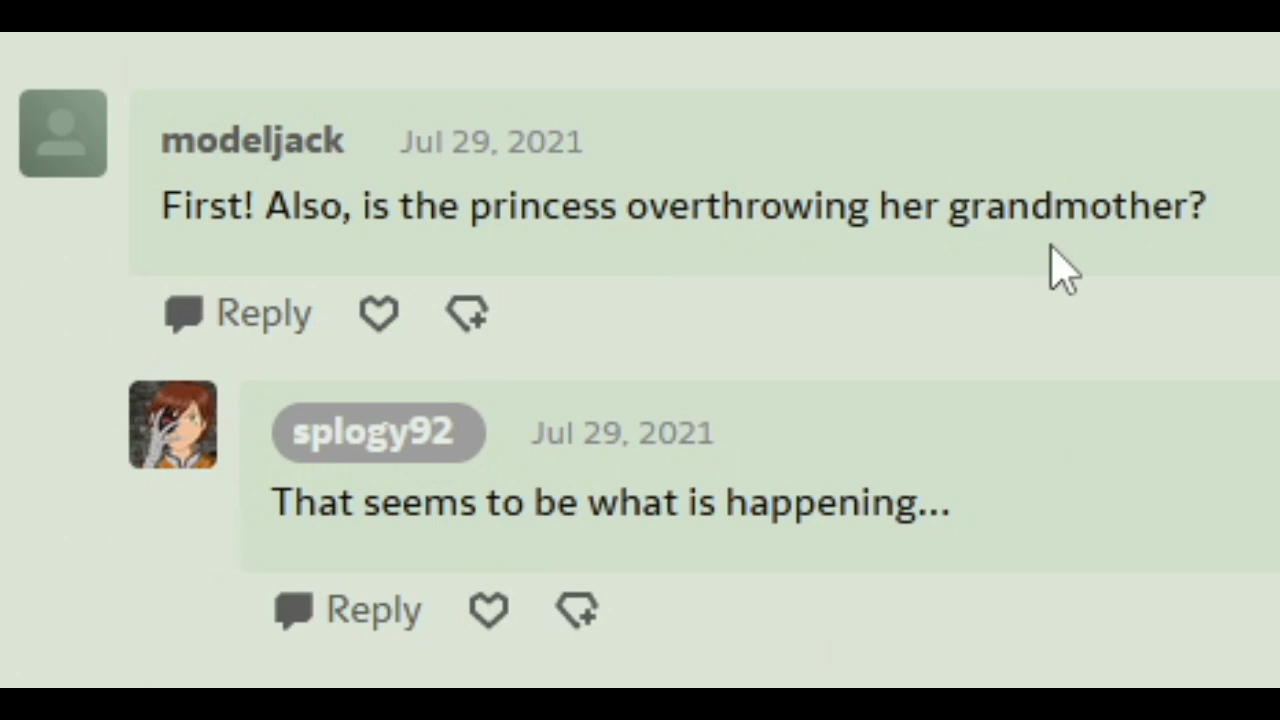 modeljack Jul 29, 2021
First! Also, is the princess overthrowing her grandmother?
Reply
splogy92 Jul 29, 2021
That seems to be what is happening...
Reply